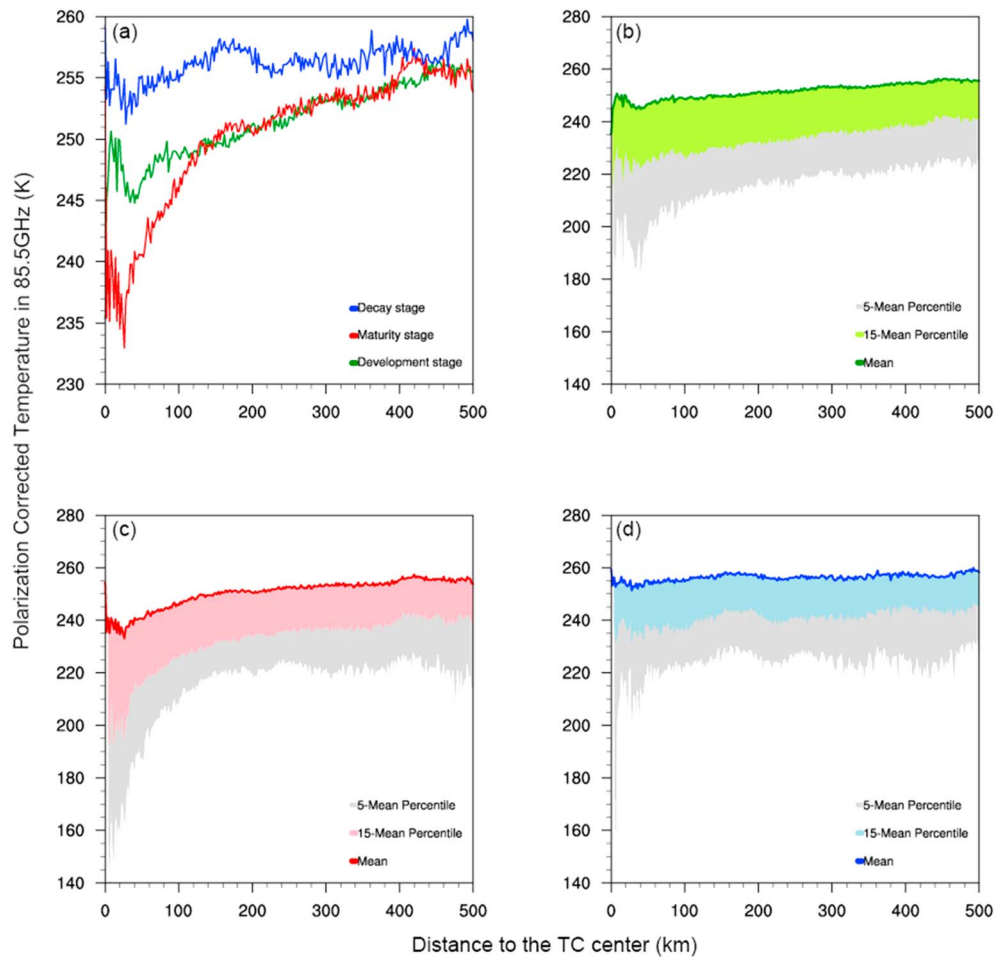 Polarization Corrected Temperature in 85.5GHz (K)
(a)
260
255
250
245
240
235
230
Decay stage
Maturity stage
Development stage
0 100 200 300 400 500
(b)
280
260
240
220
200
180
160
140
5-Mean Percentile
15-Mean Percentile
Mean
0 100 200 300 400 500
(c)
280
260
240
220
200
180
160
140
5-Mean Percentile
15-Mean Percentile
Mean
0 100 200 300 400 500
(d)
280
260
240
220
200
180
160
140
5-Mean Percentile
15-Mean Percentile
Mean
0 100 200 300 400 500
Distance to the TC center (km)